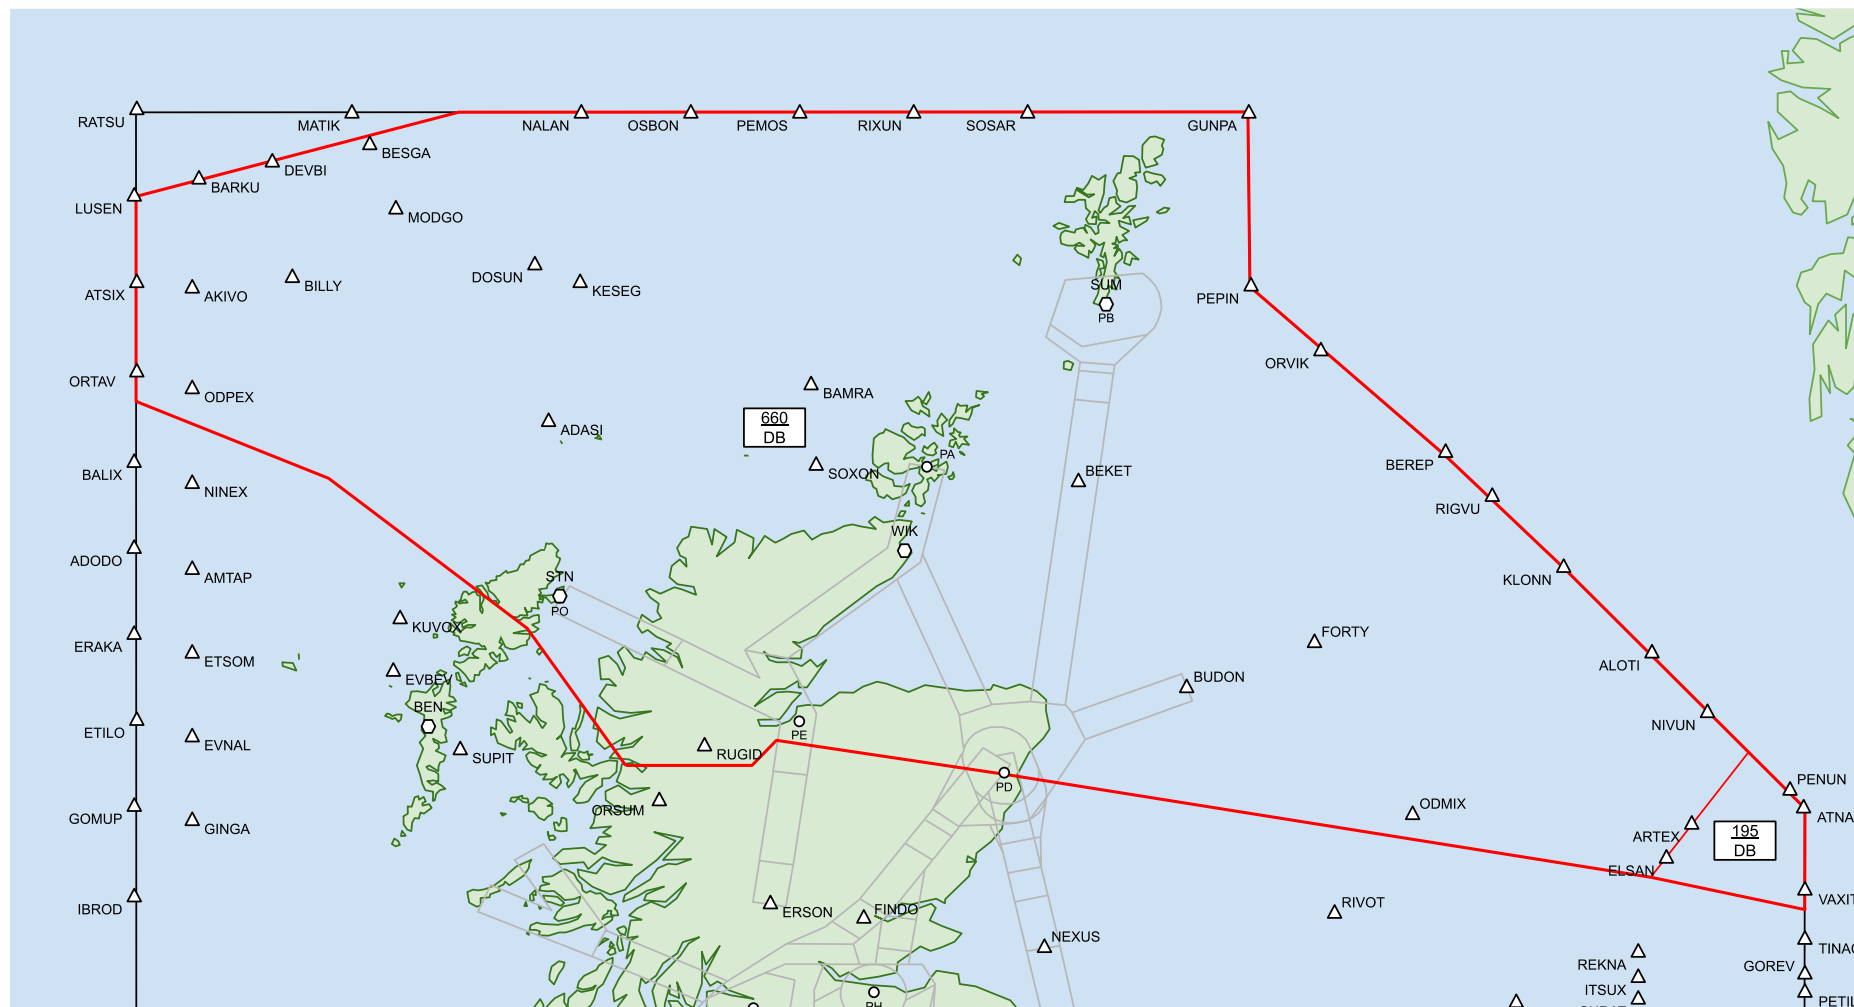 RATSU
MATIK
NALAN
OSBON
PEMOS
RIXUN
SOSAR
GUNPA
BESGA
DEVBI
BARKU
LUSEN
MODGO
DOSUN
KESEG
BILLY
AKIVO
ATSIX
SUM
PB
PEPIN
ORVIK
ORTAV
ODPEX
BAMRA
660
DB
ADASI
PA
BEREP
BALIX
NINEX
SOXON
BEKET
RIGVU
WIK
ADODO
AMTAP
STN
PO
KLONN
KUVOX
FORTY
ERAKA
ETSOM
EVBEV
ALOTI
BUDON
BEN
ETILO
EVNAL
SUPIT
RUGID
PE
NIVUN
PD
PENUN
ORSUM
ODMIX
GOMUP
GINGA
ATNA
ARTEX
195
DB
ELSAN
IBROD
ERSON
FINDO
RIVOT
VAXIT
NEXUS
TINA
REKNA
GOREV
ITSUX
PETIL
PH